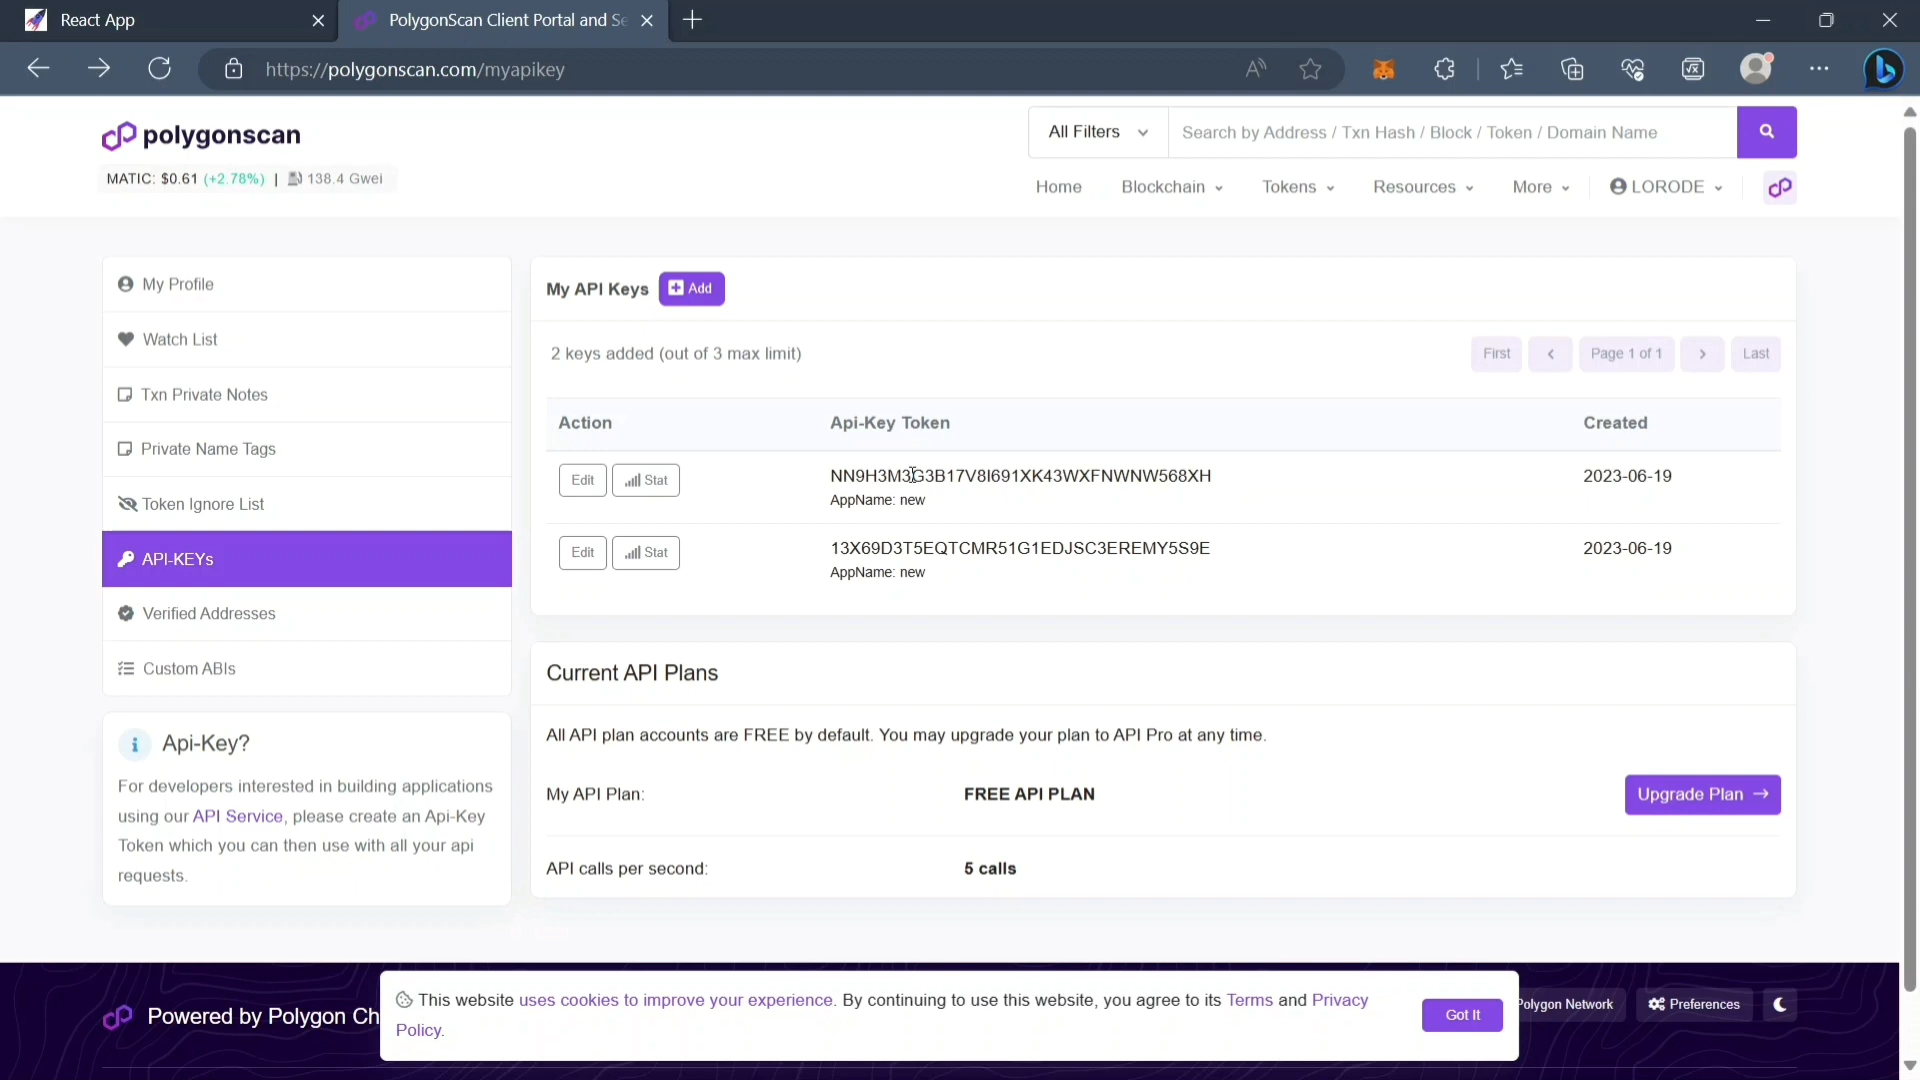 React App
PolygonScan Client Portal and Se
https://polygonscan.com/myapikey
polygonscan
All Filters
Search by Address / Txn Hash / Block / Token / Domain Name
MATIC: $0.61 (+2.78%) | 138.4 Gwei
Home Blockchain Tokens Resources More LORODE
My Profile
Watch List
Txn Private Notes
Private Name Tags
Token Ignore List
API-KEYs
Verified Addresses
Custom ABIs
Api-Key?
For developers interested in building applications
using our API Service, please create an Api-Key
Token which you can then use with all your api
requests.
My API Keys Add
2 keys added (out of 3 max limit)
First Page 1 of 1 Last
Action Api-Key Token Created
Edit Stat NN9H3M3G3B17V8I691XK43WXFNWNW568XH 2023-06-19
AppName: new
Edit Stat 13X69D3T5EQTCMR51G1EDJSC3EREMY5S9E 2023-06-19
AppName: new
Current API Plans
All API plan accounts are FREE by default. You may upgrade your plan to API Pro at any time.
My API Plan: FREE API PLAN Upgrade Plan →
API calls per second: 5 calls
Powered by Polygon Ch
This website uses cookies to improve your experience. By continuing to use this website, you agree to its Terms and Privacy
Policy.
Got It
Polygon Network
Preferences